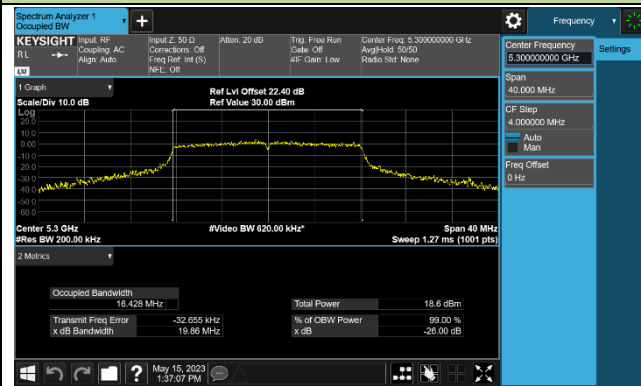 Spectrum Analyzer 1
Occupied BW
+
Frequency
KEYSIGHT
RL
LXI
Input: RF
Coupling: AC
Align: Auto
Input Z: 50 Ω
Corrections: Off
Freq Ref: Int (S)
NFE: Off
Atten: 20 dB
Trig: Free Run
Gate: Off
#IF Gain: Low
Center Freq: 5.300000000 GHz
Avg|Hold: 50/50
Radio Std: None
Center Frequency
5.300000000 GHz
Settings
Span
40.000 MHz
CF Step
4.000000 MHz
Auto
Man
Freq Offset
0 Hz
1 Graph
Scale/Div 10.0 dB
Ref Lvl Offset 22.40 dB
Ref Value 30.00 dBm
Log
20.0
10.0
0.00
-10.0
-20.0
-30.0
-40.0
-50.0
-60.0
Center 5.3 GHz
#Res BW 200.00 kHz
#Video BW 620.00 kHz*
Span 40 MHz
Sweep 1.27 ms (1001 pts)
2 Metrics
Occupied Bandwidth
16.428 MHz
Total Power 18.6 dBm
Transmit Freq Error -32.655 kHz
% of OBW Power 99.00 %
x dB Bandwidth 19.86 MHz
x dB -26.00 dB
?
May 15, 2023
1:37:07 PM